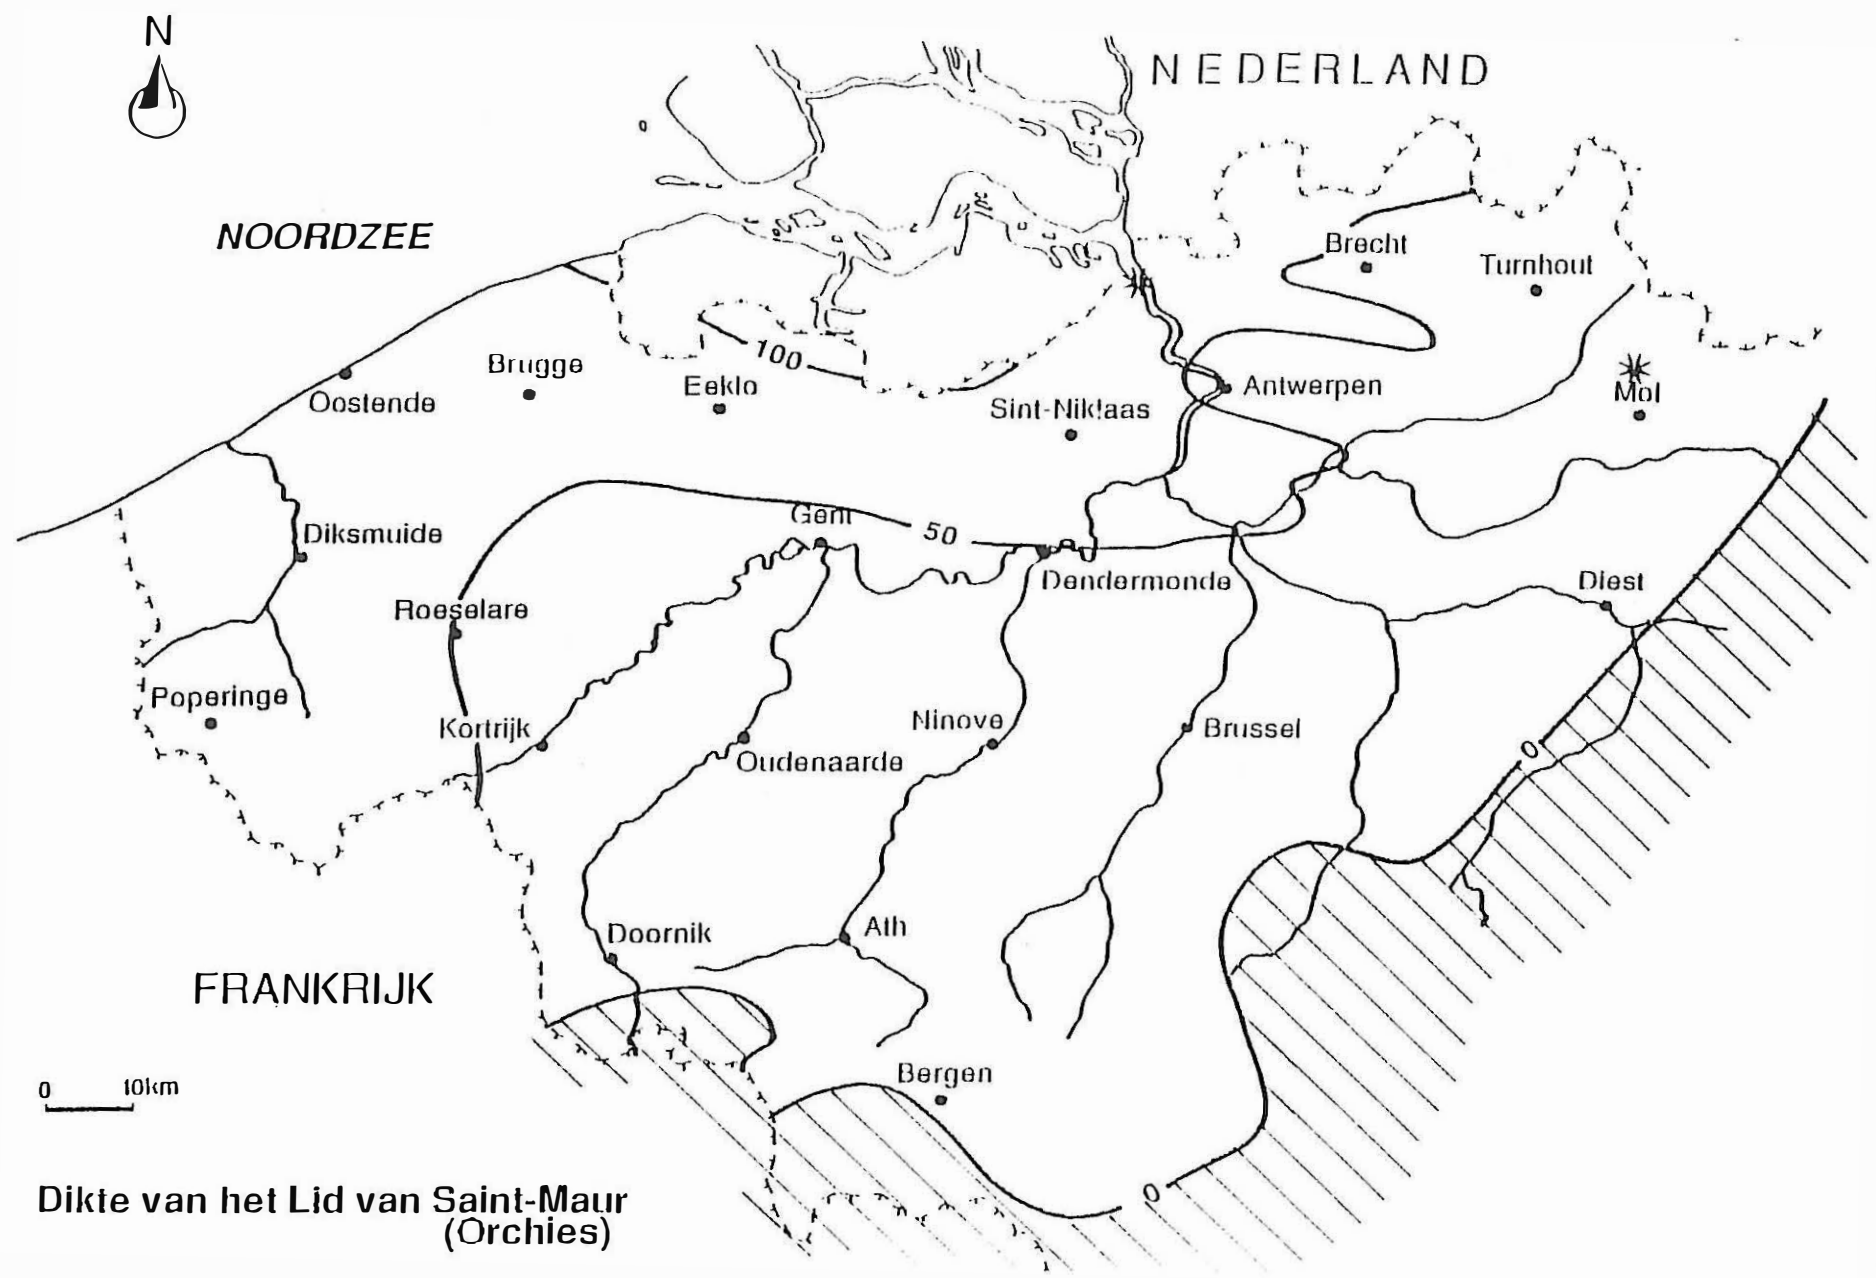 N
NEDERLAND
NOORDZEE
Brecht
Turnhout
100
Brugge
Eeklo
Oostende
Antwerpen
Mol
Sint-Niklaas
Gent
50
Diksmuide
Dendermonde
Diest
Roeselare
Poperinge
Kortrijk
Ninove
Brussel
Oudenaarde
0
Doornik
Ath
FRANKRIJK
Bergen
0 10km
0
Dikte van het Lid van Saint-Maur
(Orchies)